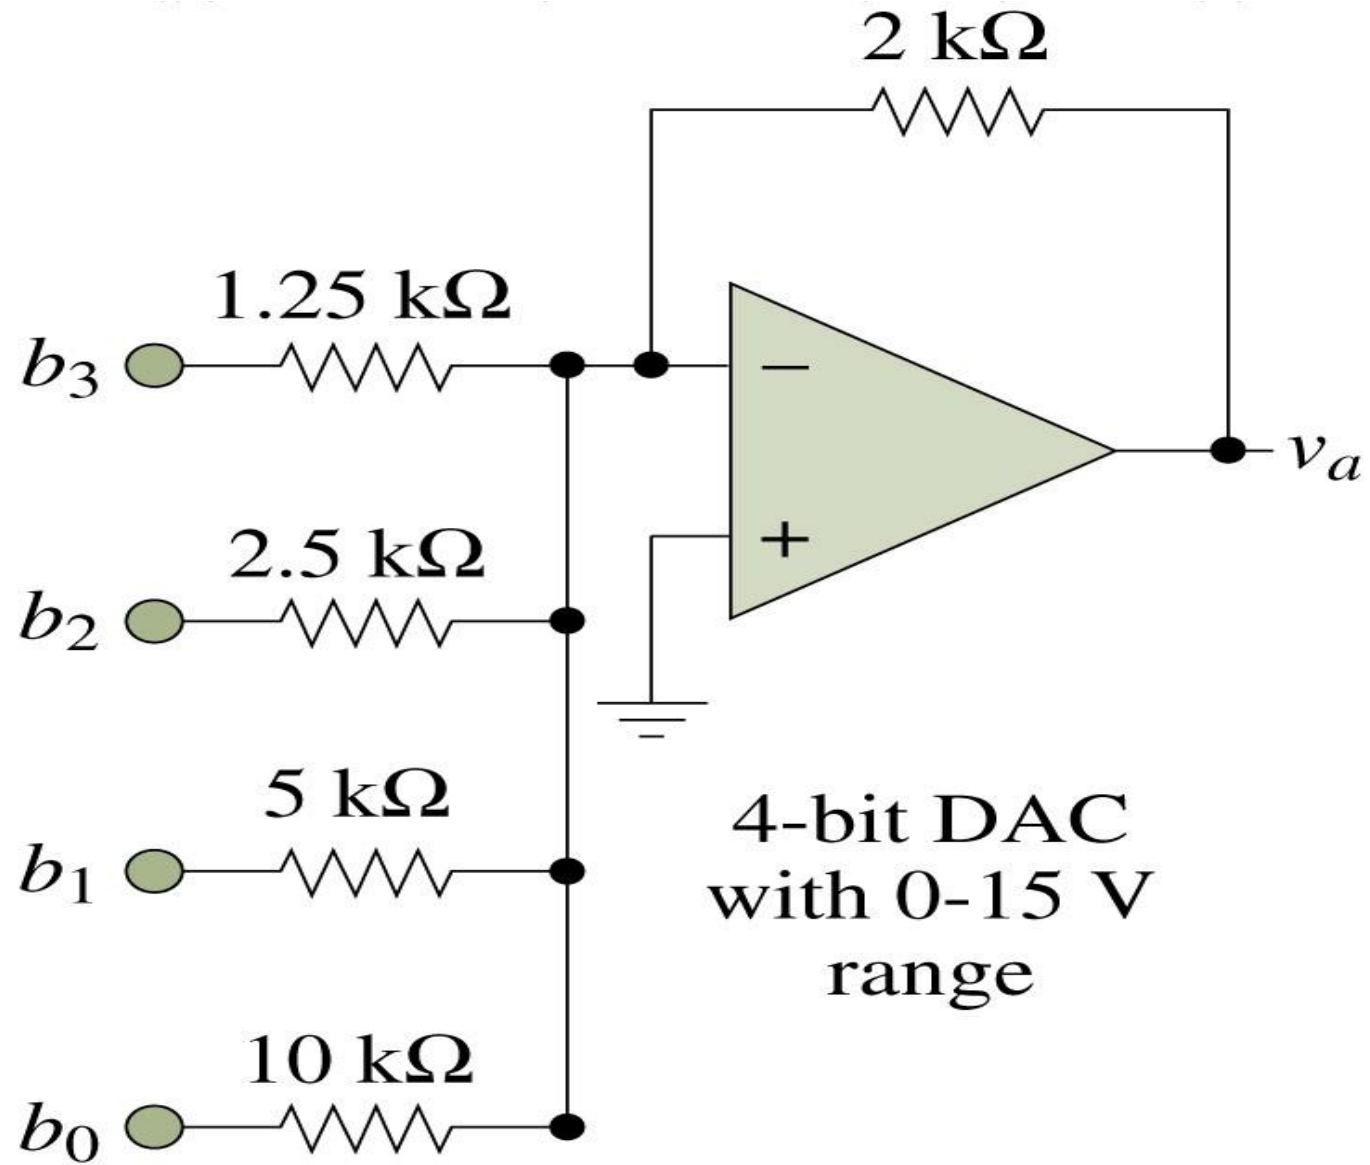 2 kΩ
1.25 kΩ
b₃
−
vₐ
2.5 kΩ
+
b₂
5 kΩ
b₁
4-bit DAC
with 0-15 V
range
10 kΩ
b₀